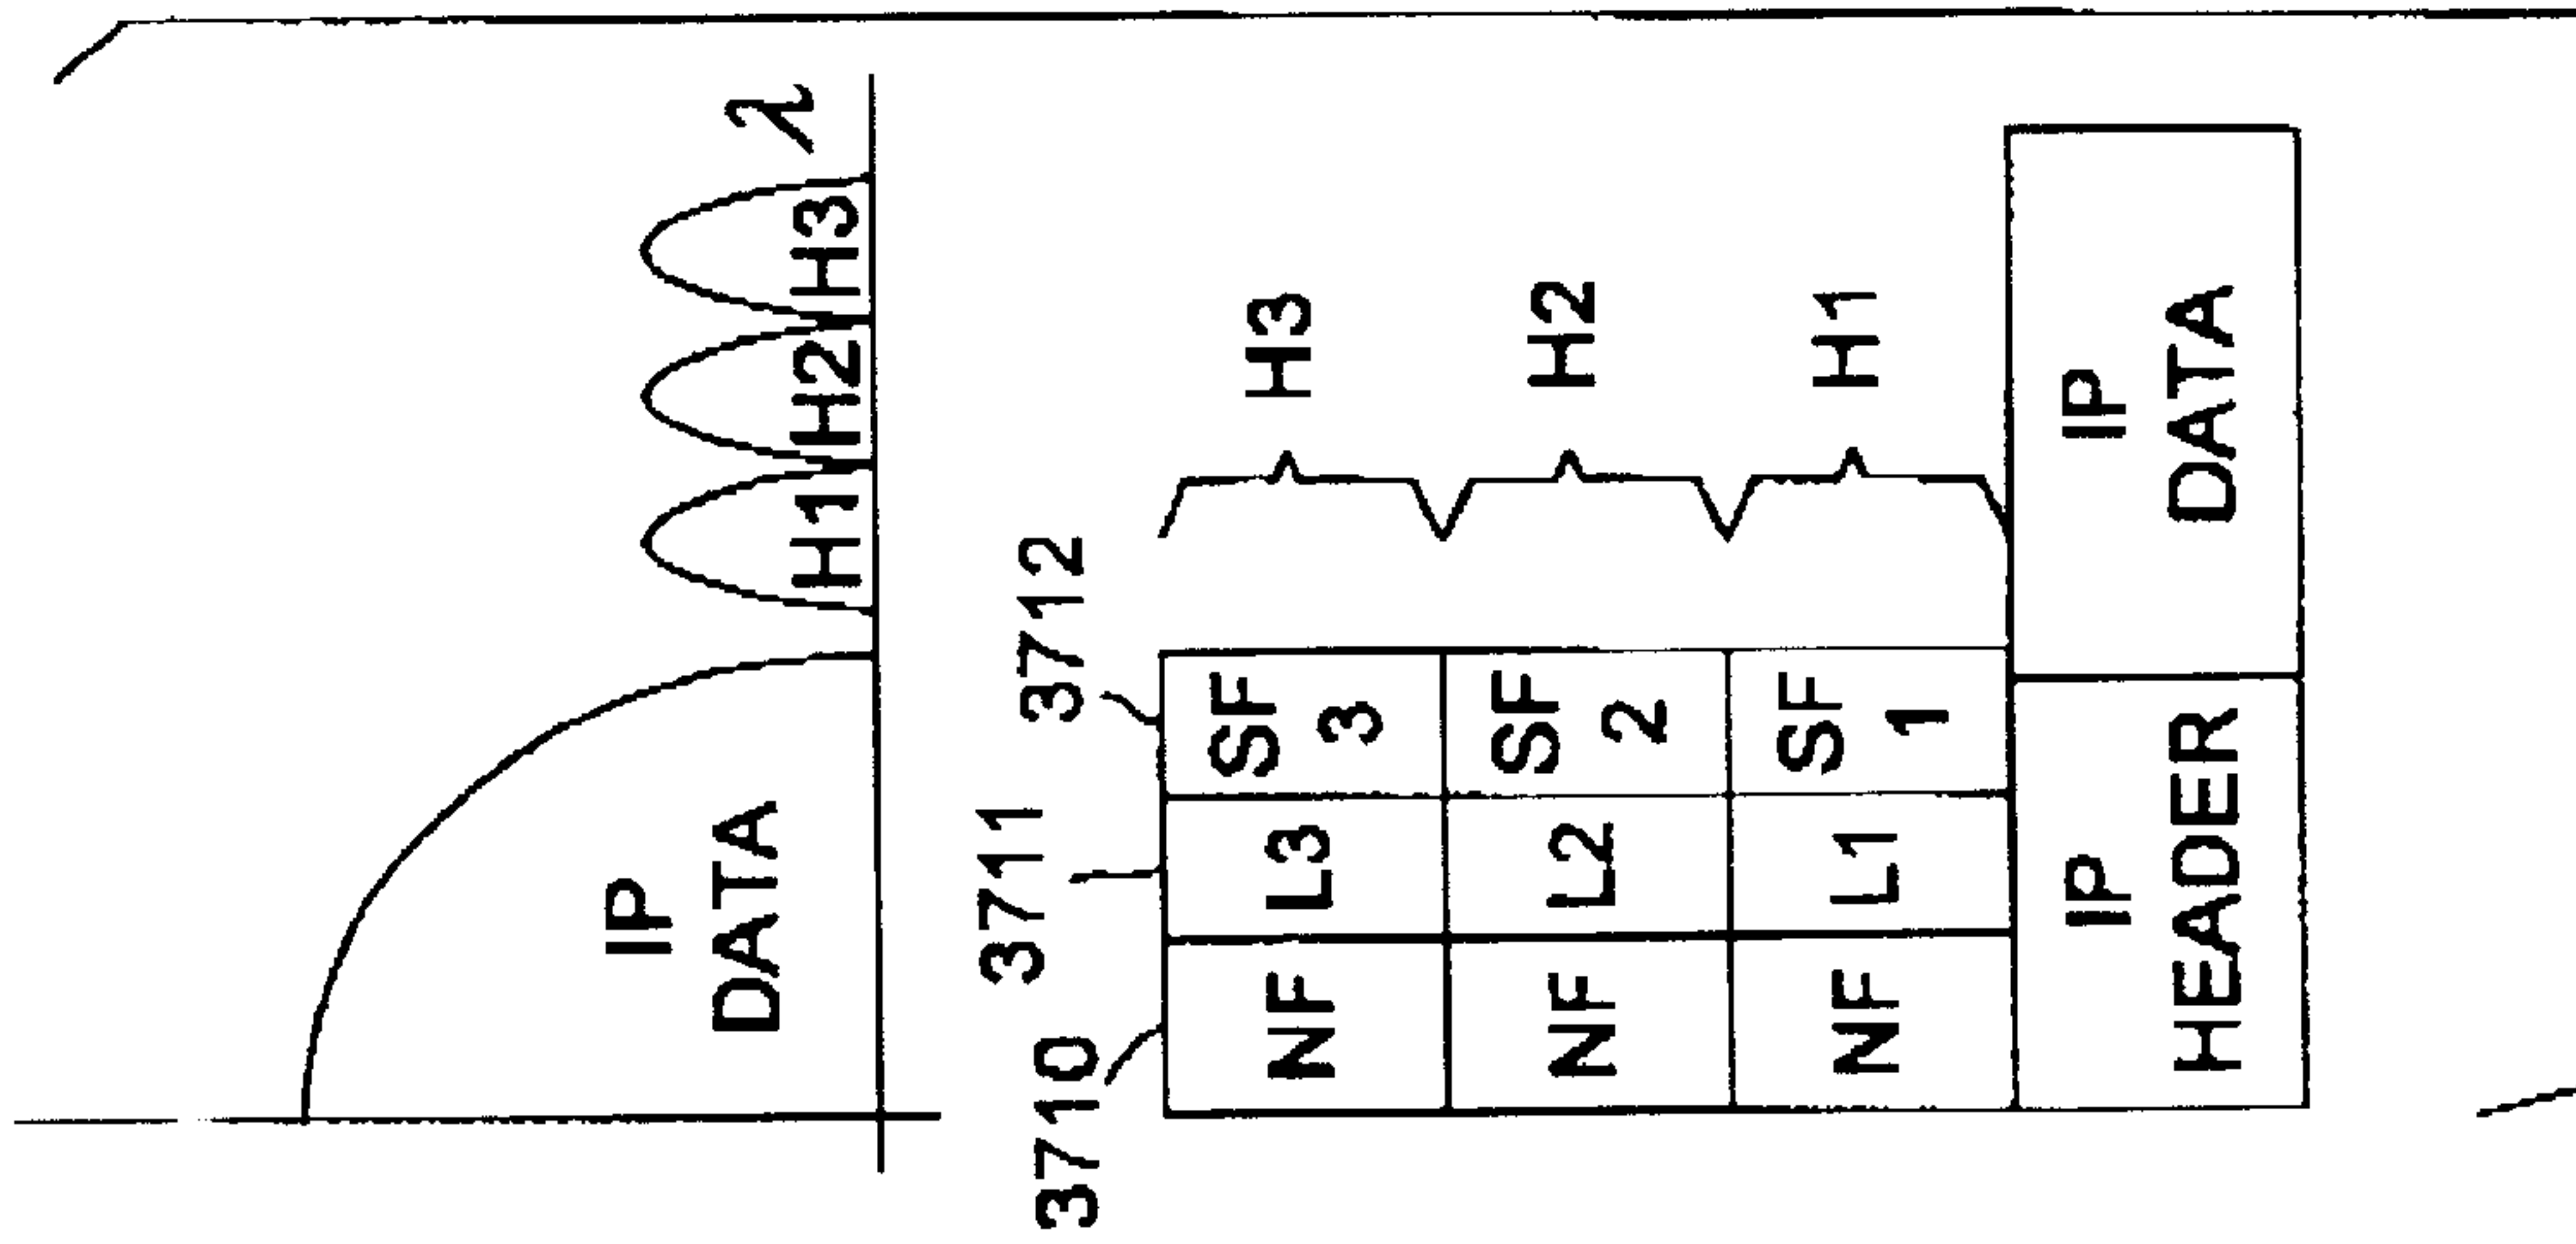 λ
IP
DATA
H1 H2 H3
3710 3711 3712
NF L3 SF
3
H3
NF L2 SF
2
H2
NF L1 SF
1
H1
IP
HEADER
IP
DATA